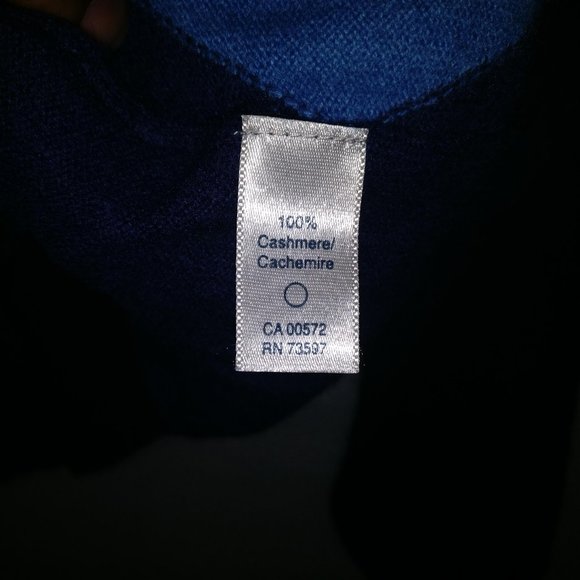 100%
Cashmere/
Cachemire
CA 00572
RN 73597